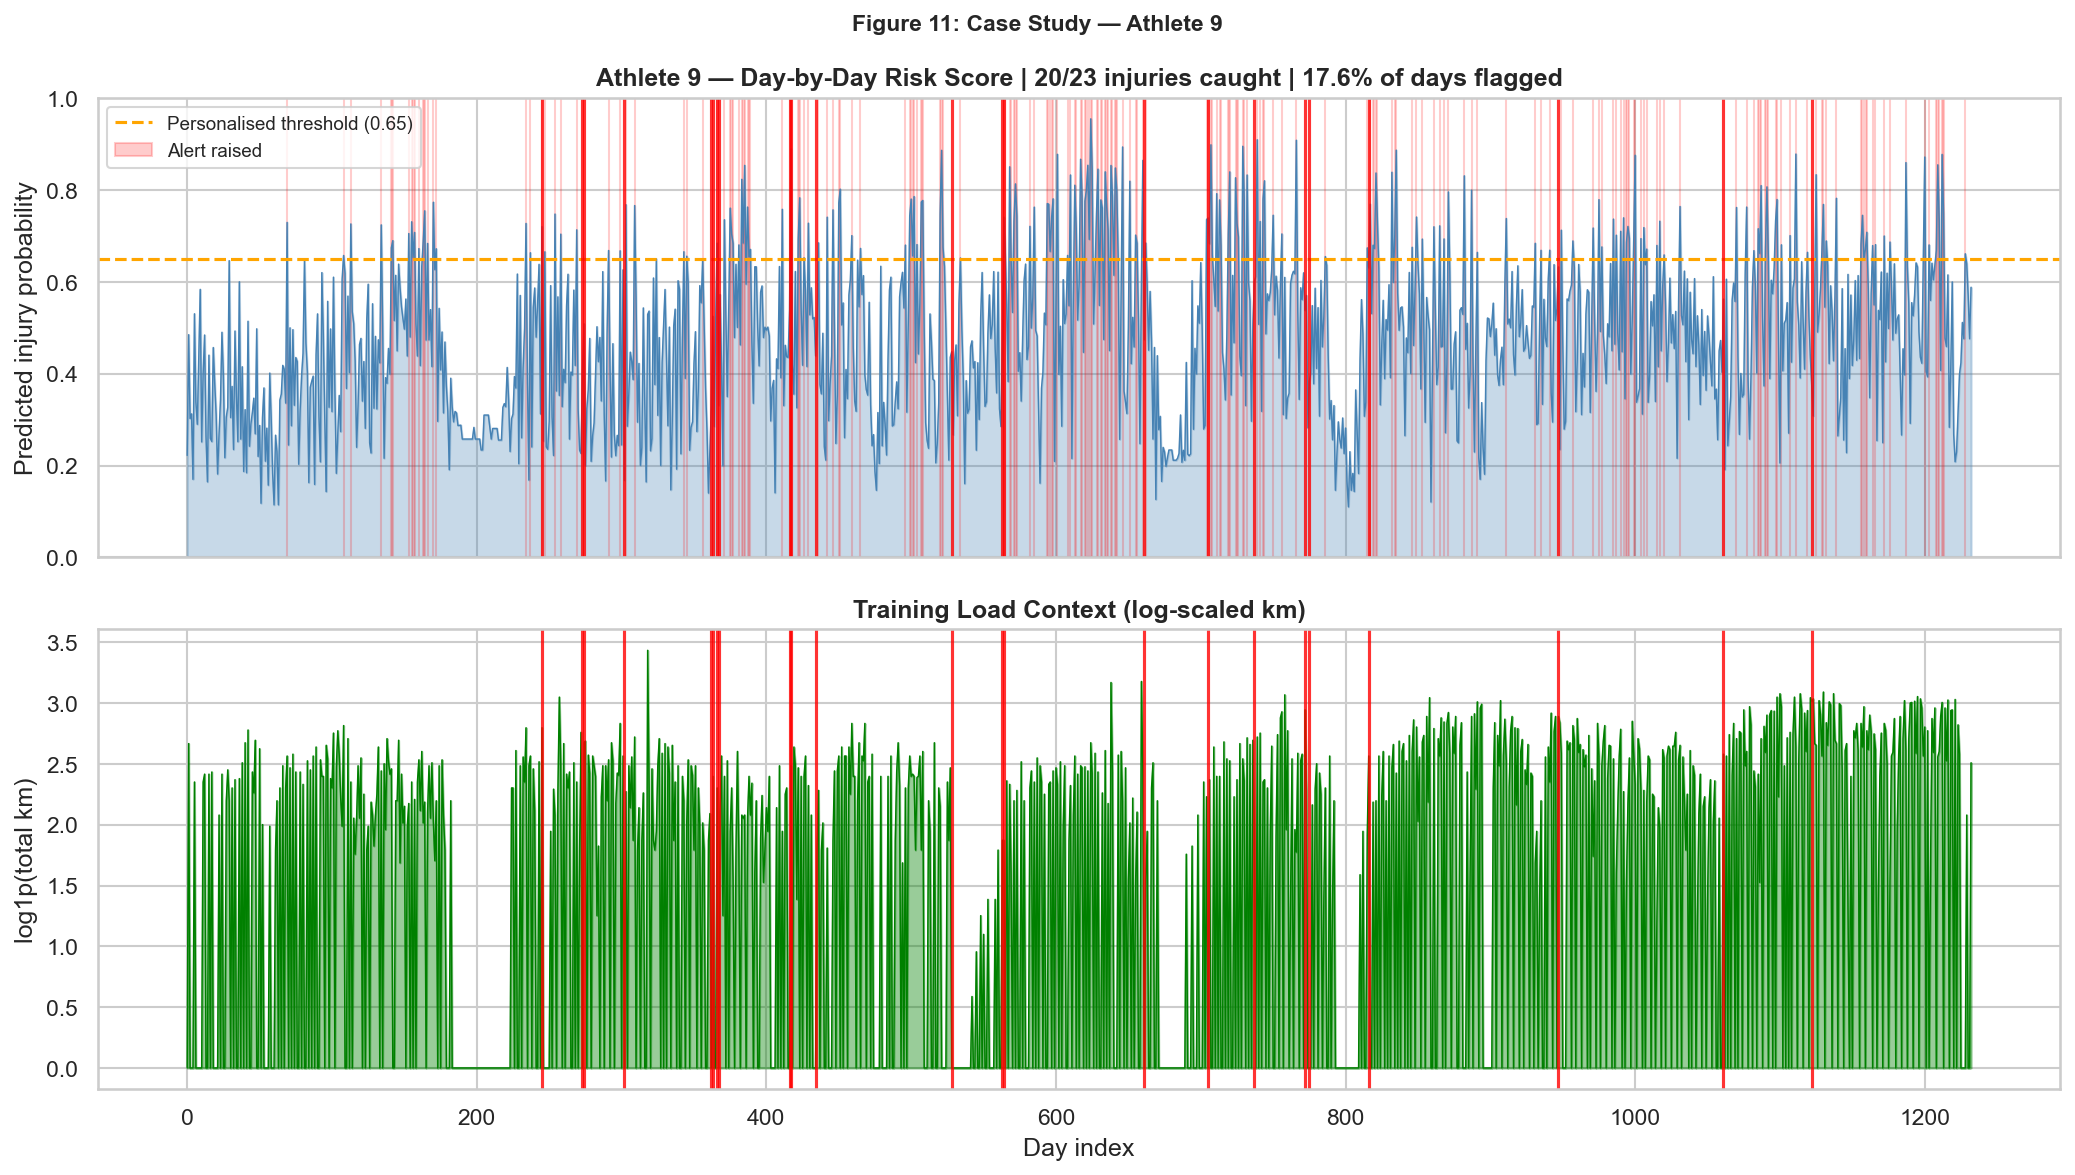 Figure 11: Case Study — Athlete 9
Athlete 9 — Day-by-Day Risk Score | 20/23 injuries caught | 17.6% of days flagged
Predicted injury probability
1.0
0.8
0.6
0.4
0.2
0.0
Personalised threshold (0.65)
Alert raised
Training Load Context (log-scaled km)
log1p(total km)
3.5
3.0
2.5
2.0
1.5
1.0
0.5
0.0
0 200 400 600 800 1000 1200
Day index